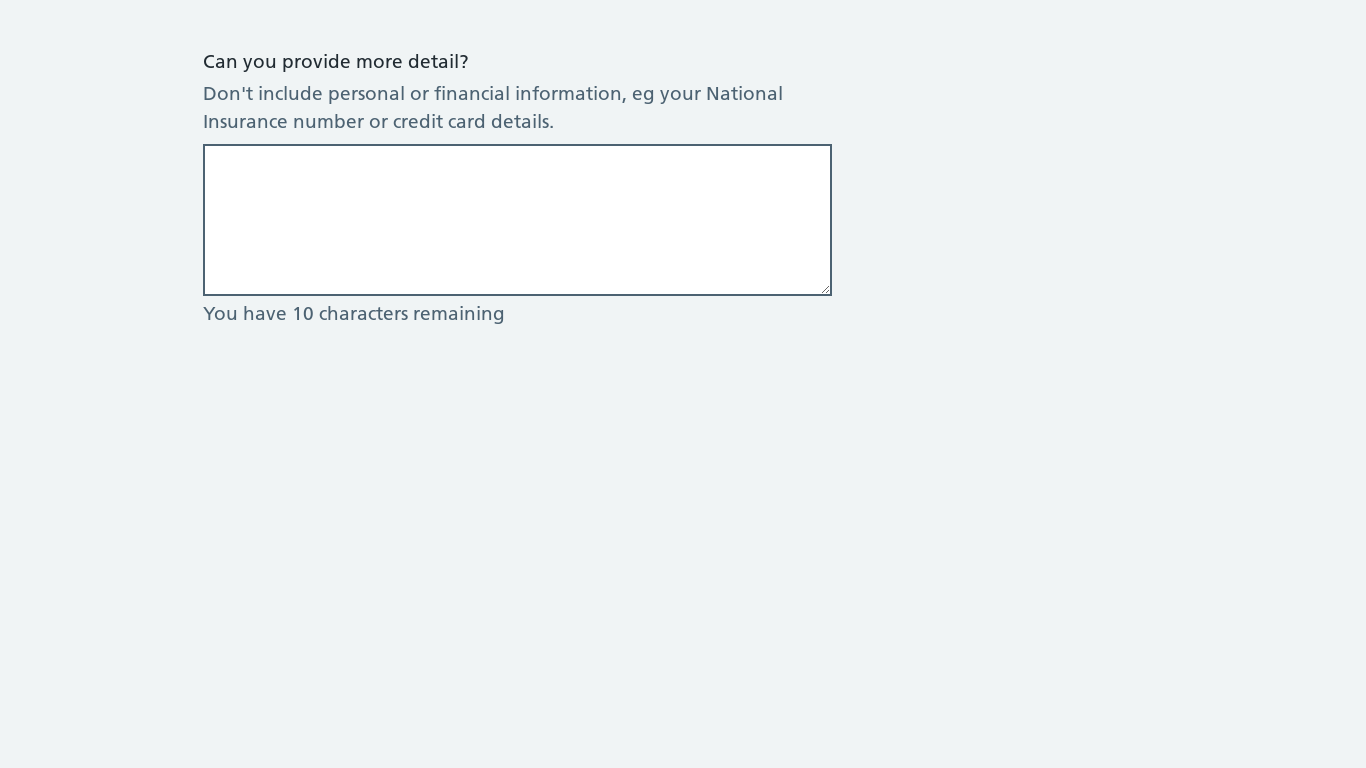 Can you provide more detail?
Don't include personal or financial information, eg your National
Insurance number or credit card details.
You have 10 characters remaining